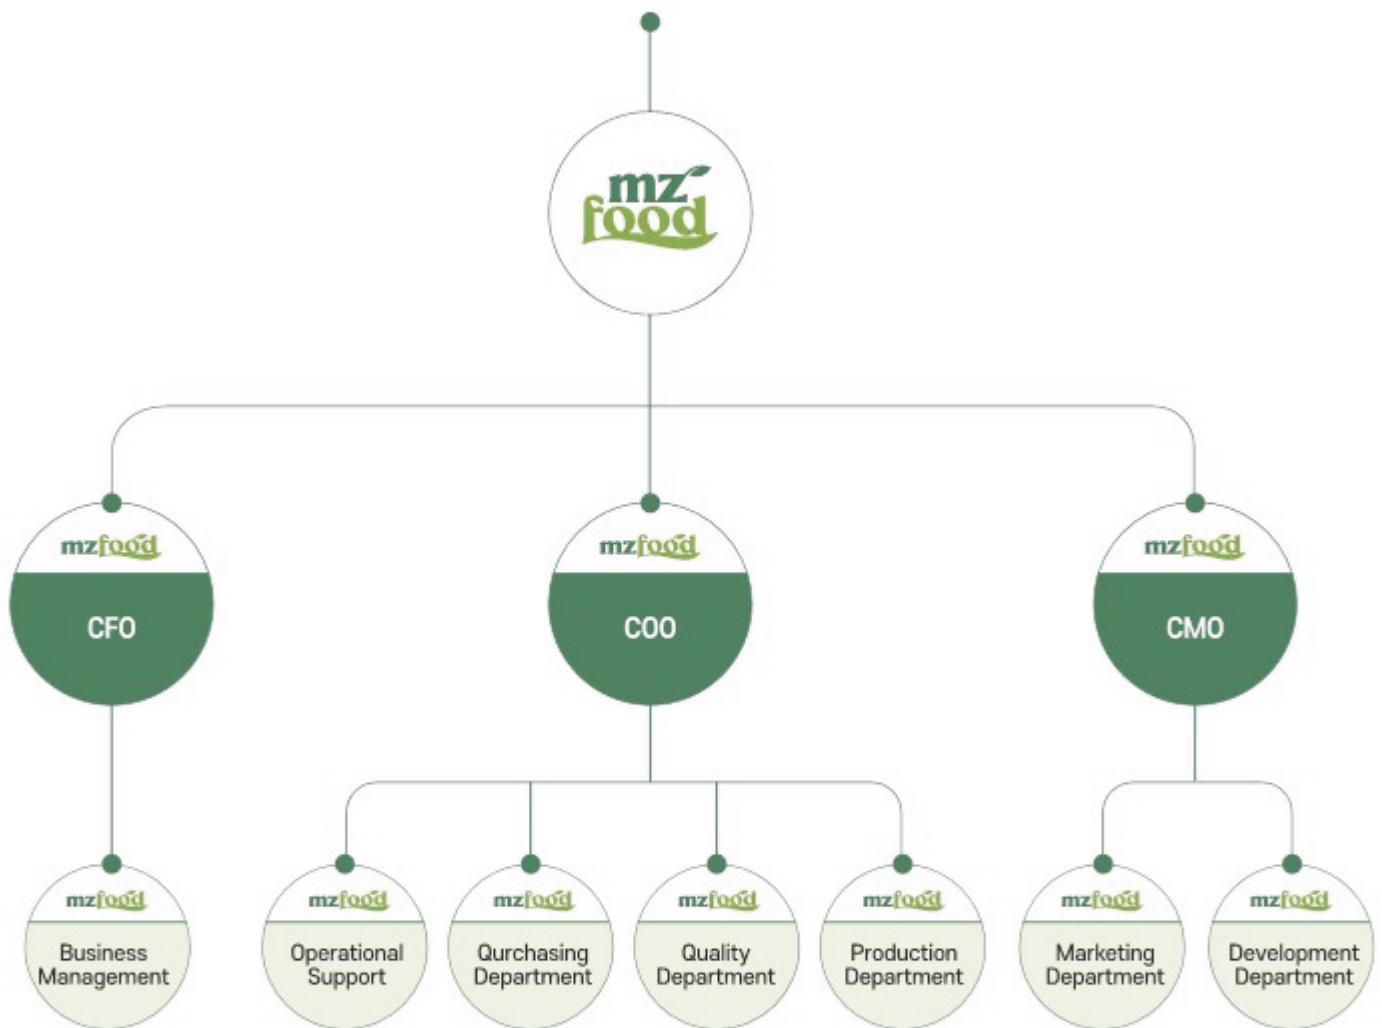 mz
food
mzfood
mzfood
mzfood
CFO
COO
CMO
mzfood
mzfood
mzfood
mzfood
mzfood
mzfood
mzfood
Business
Management
Operational
Support
Qurchasing
Department
Quality
Department
Production
Department
Marketing
Department
Development
Department